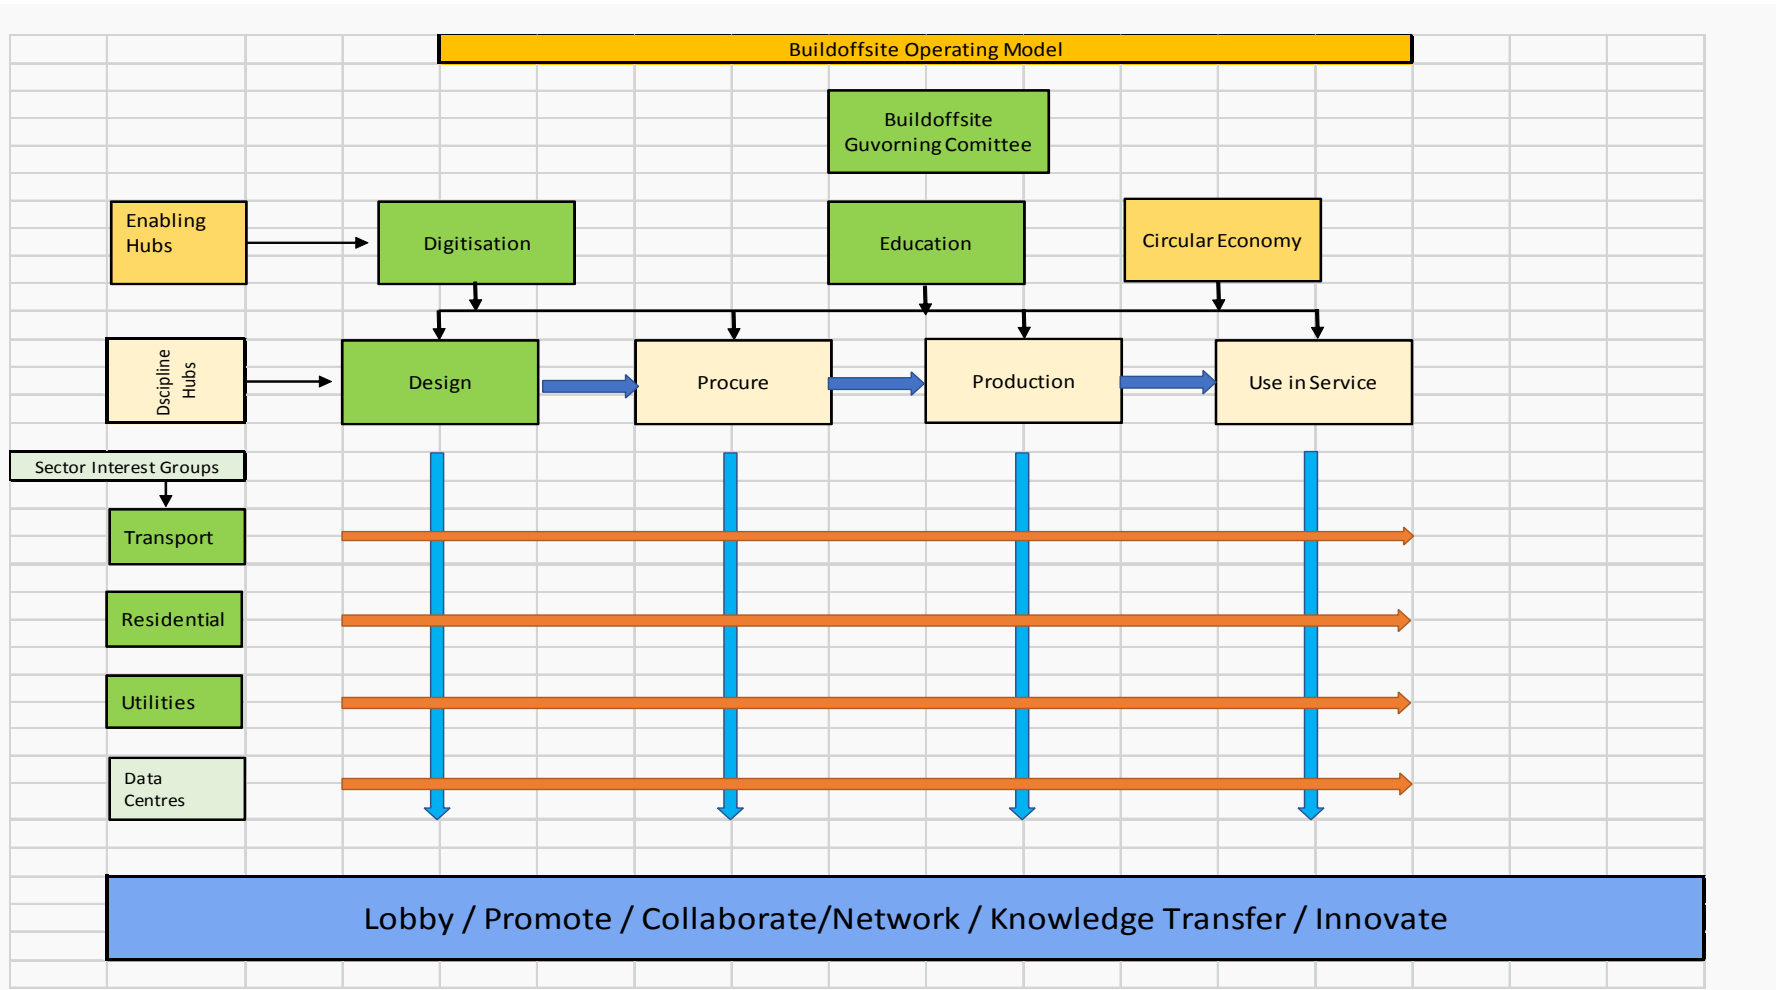 Buildoffsite Operating Model
Buildoffsite
Guvorning Comittee
Enabling
Hubs
Digitisation
Education
Circular Economy
Dscipline
Hubs
Design
Procure
Production
Use in Service
Sector Interest Groups
Transport
Residential
Utilities
Data
Centres
Lobby / Promote / Collaborate/Network / Knowledge Transfer / Innovate